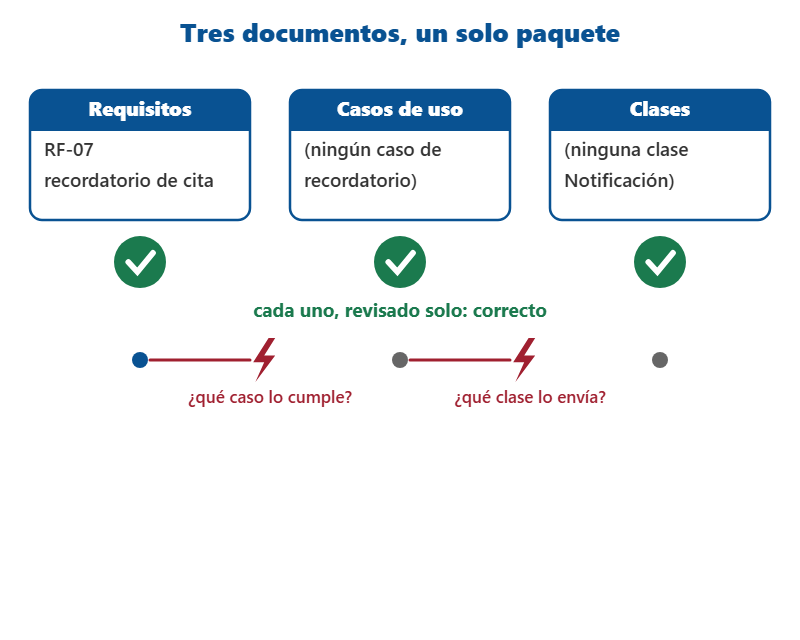 Tres documentos, un solo paquete
Requisitos
RF-07
recordatorio de cita
Casos de uso
(ningún caso de
recordatorio)
Clases
(ninguna clase
Notificación)
cada uno, revisado solo: correcto
¿qué caso lo cumple?
¿qué clase lo envía?